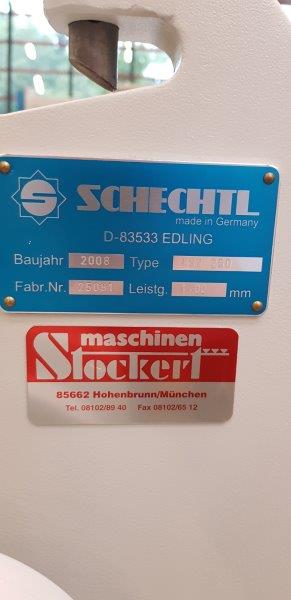 S SCHECHTL
made in Germany
D-83533 EDLING
Baujahr 2008 Type
Fabr.Nr. 25081 Leistg. mm
maschinen
Stockert
85662 Hohenbrunn/München
Tel. 08102/89 40 Fax 08102/65 12